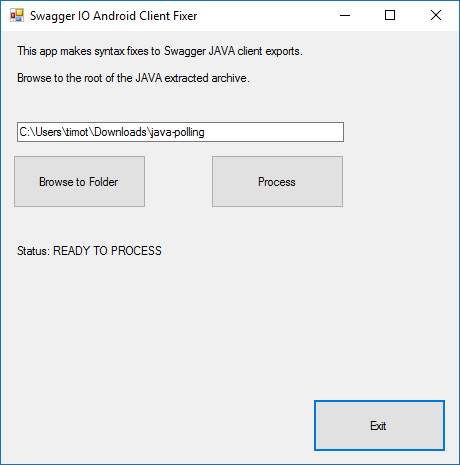 Swagger IO Android Client Fixer
This app makes syntax fixes to Swagger JAVA client exports.
Browse to the root of the JAVA extracted archive.
C:\Users\timot\Downloads\java-polling
Browse to Folder
Process
Status: READY TO PROCESS
Exit